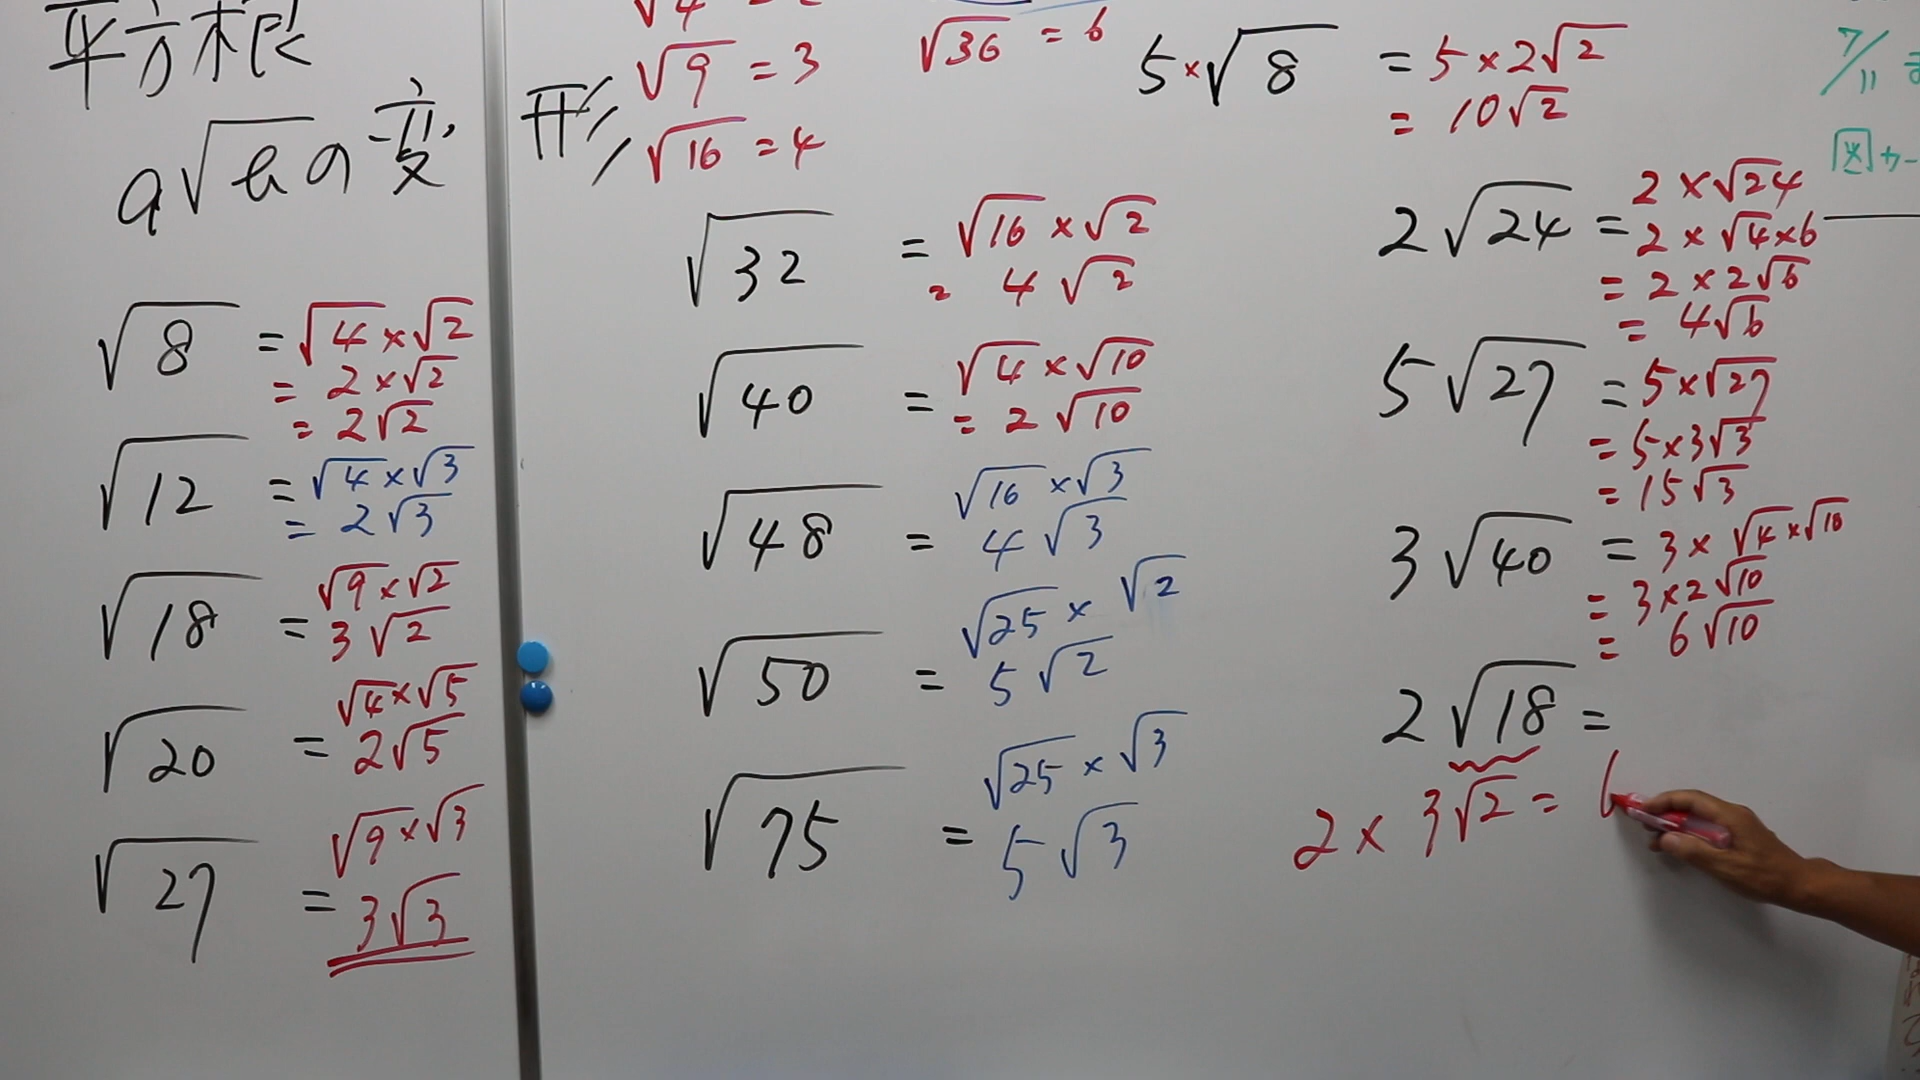 平方根
a√bの変形
√8 = √4×√2
= 2×√2
= 2√2
√12 = √4×√3
= 2√3
√18 = √9×√2
3√2
√20 = √4×√5
2√5
√27 = √9×√3
3√3
√9 = 3
√16 = 4
√36 = 6
√32 = √16×√2
= 4√2
√40 = √4×√10
= 2√10
√48 = √16×√3
4√3
√50 = √25×√2
5√2
√75 = √25×√3
5√3
5×√8 = 5×2√2
= 10√2
2√24 = 2×√24
2×√4×6
= 2×2√6
= 4√6
5√27 = 5×√27
= 5×3√3
= 15√3
3√40 = 3×√4×√10
= 3×2√10
= 6√10
2√18 =
2×3√2 = 6
7/11